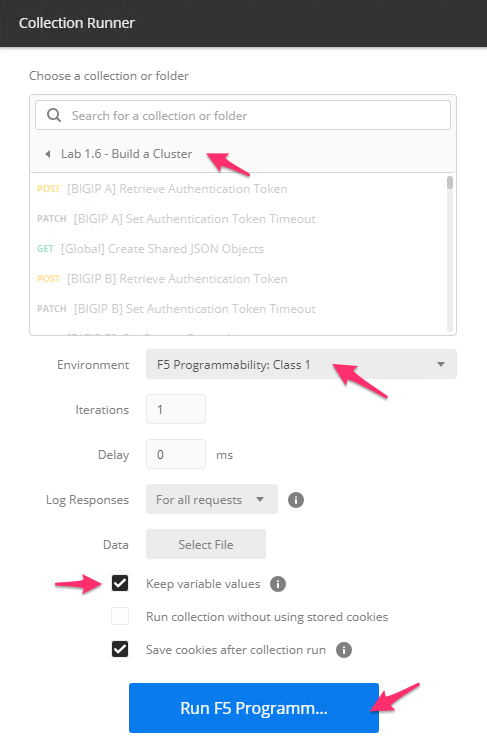 Collection Runner
Choose a collection or folder
Search for a collection or folder
Lab 1.6 - Build a Cluster
POST [BIGIP A] Retrieve Authentication Token
PATCH [BIGIP A] Set Authentication Token Timeout
GET [Global] Create Shared JSON Objects
POST [BIGIP B] Retrieve Authentication Token
PATCH [BIGIP B] Set Authentication Token Timeout
Environment F5 Programmability: Class 1
Iterations 1
Delay 0 ms
Log Responses For all requests
Data Select File
Keep variable values
Run collection without using stored cookies
Save cookies after collection run
Run F5 Programm...